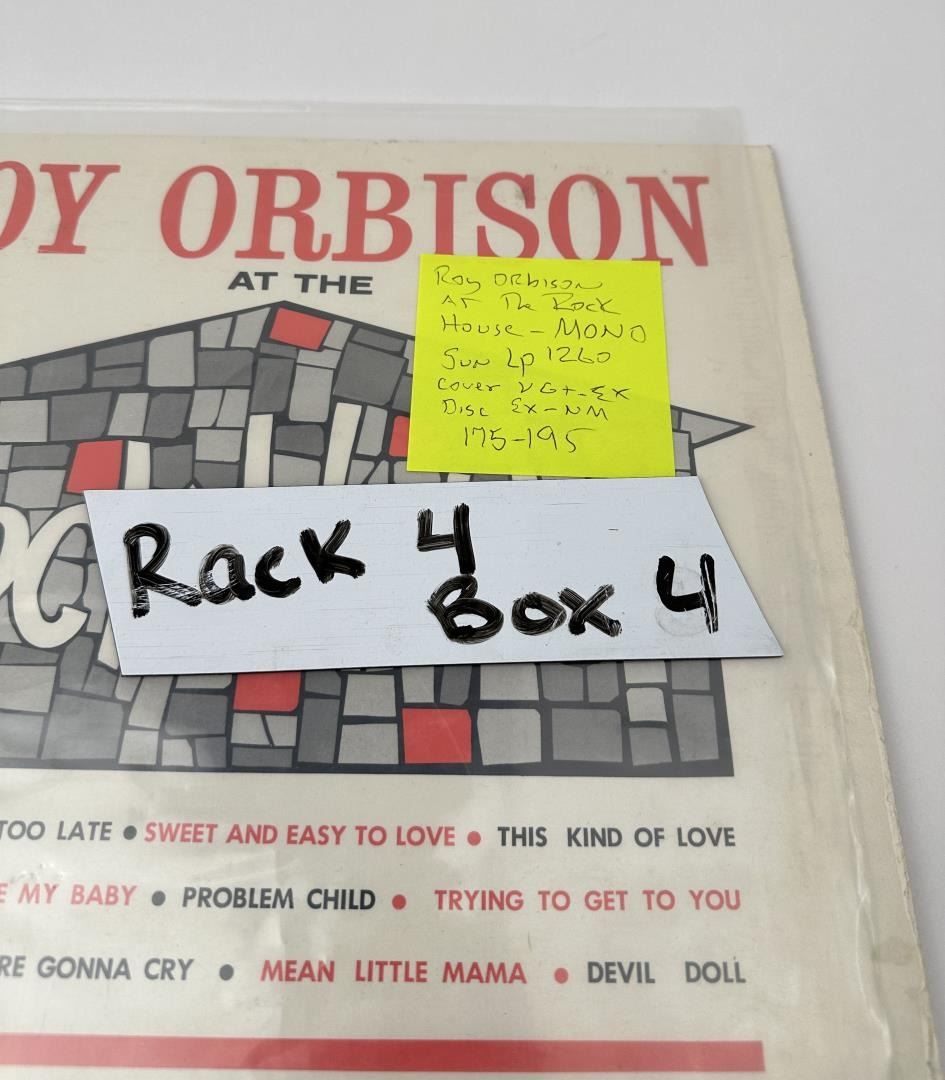 OY ORBISON
AT THE
Roy ORbison
AT The Rock
House - MONO
Sun Lp 1260
Cover VG+-EX
Disc EX-NM
175-195
Rack 4
Box 4
TOO LATE • SWEET AND EASY TO LOVE • THIS KIND OF LOVE
E MY BABY • PROBLEM CHILD • TRYING TO GET TO YOU
RE GONNA CRY • MEAN LITTLE MAMA • DEVIL DOLL